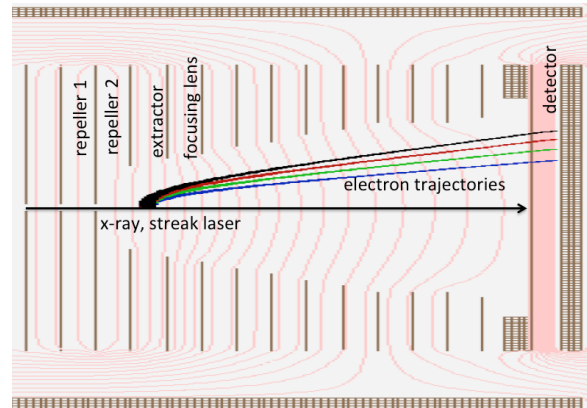 repeller 1
repeller 2
extractor
focusing lens
detector
electron trajectories
x-ray, streak laser